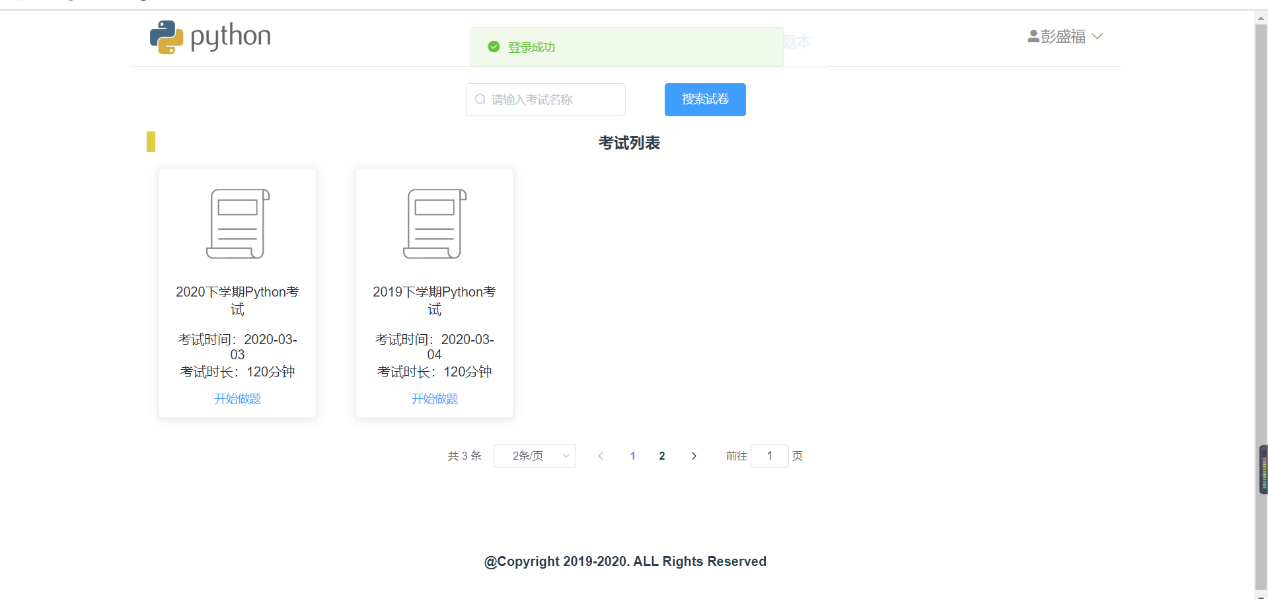 python
登录成功
题本
彭盛福
请输入考试名称
搜索试卷
考试列表
2020下学期Python考
试
考试时间：2020-03-
03
考试时长：120分钟
开始做题
2019下学期Python考
试
考试时间：2020-03-
04
考试时长：120分钟
开始做题
共 3 条 2条/页 1 2 前往 1 页
@Copyright 2019-2020. ALL Rights Reserved